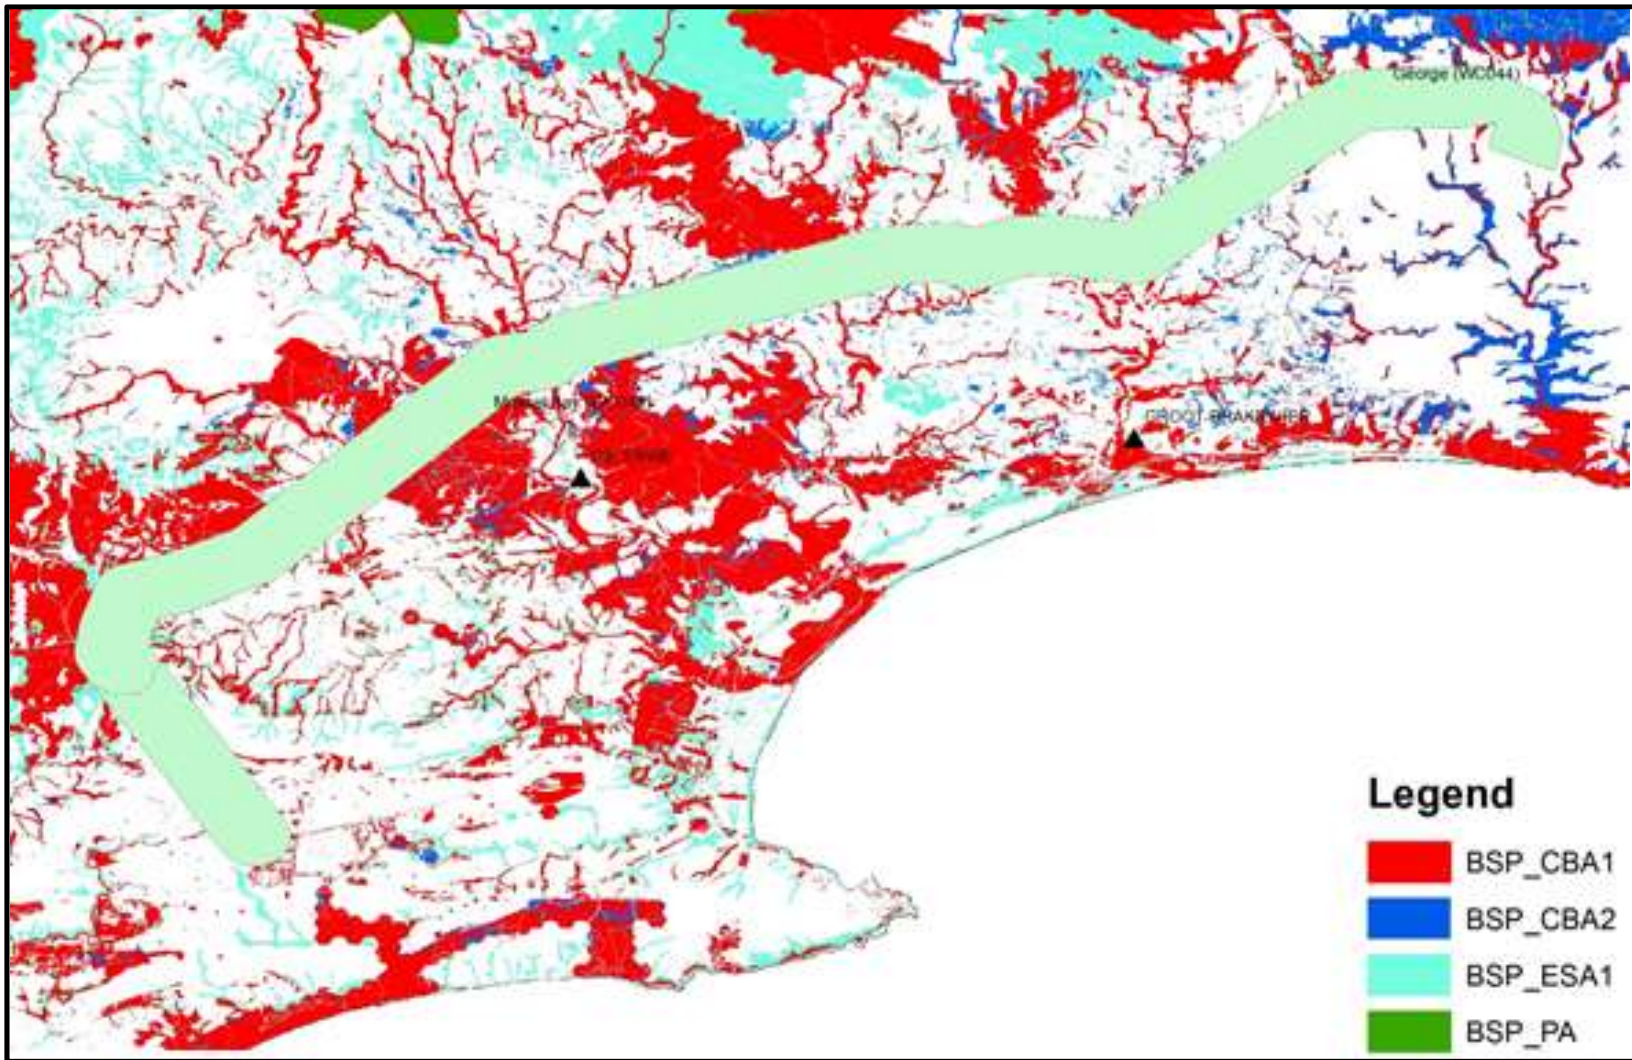 George (WC044)
GROOT-BRAKRIVIER
Legend
BSP_CBA1
BSP_CBA2
BSP_ESA1
BSP_PA